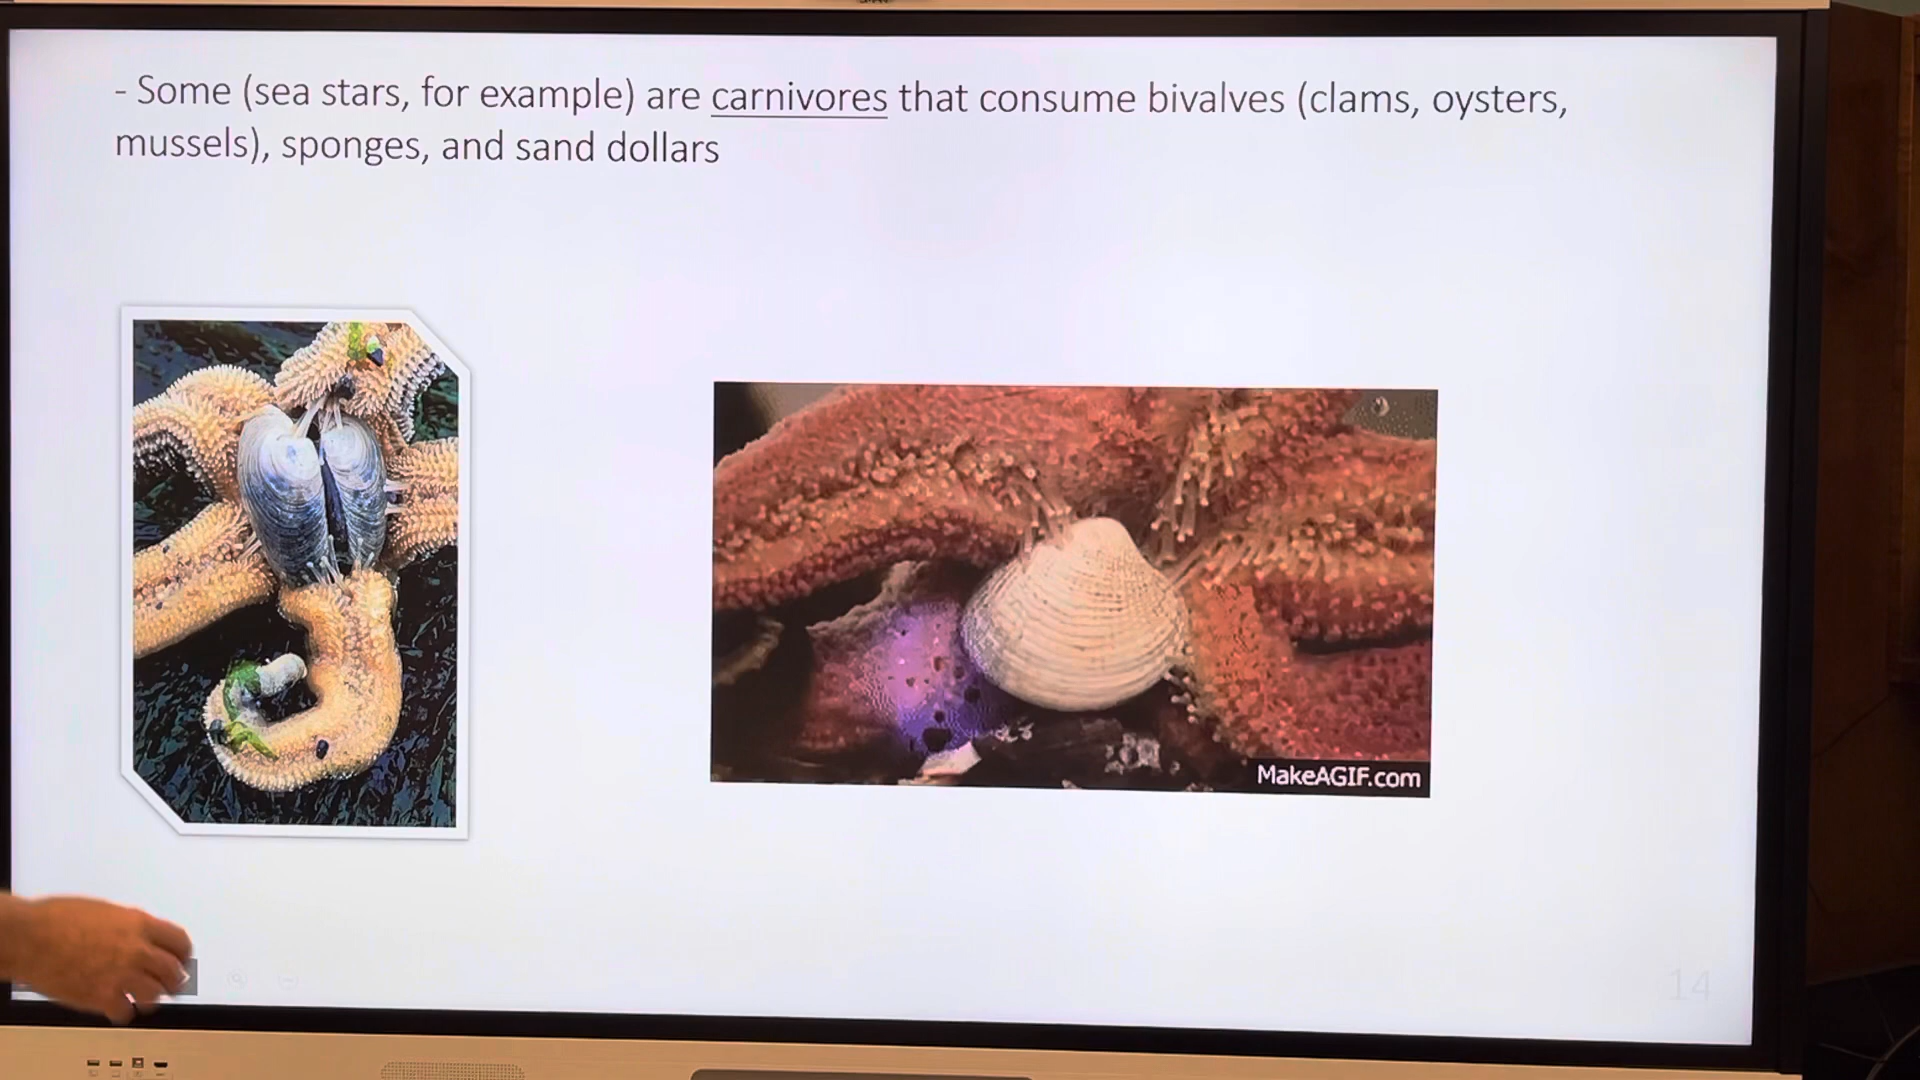 - Some (sea stars, for example) are carnivores that consume bivalves (clams, oysters,
mussels), sponges, and sand dollars
MakeAGIF.com
14